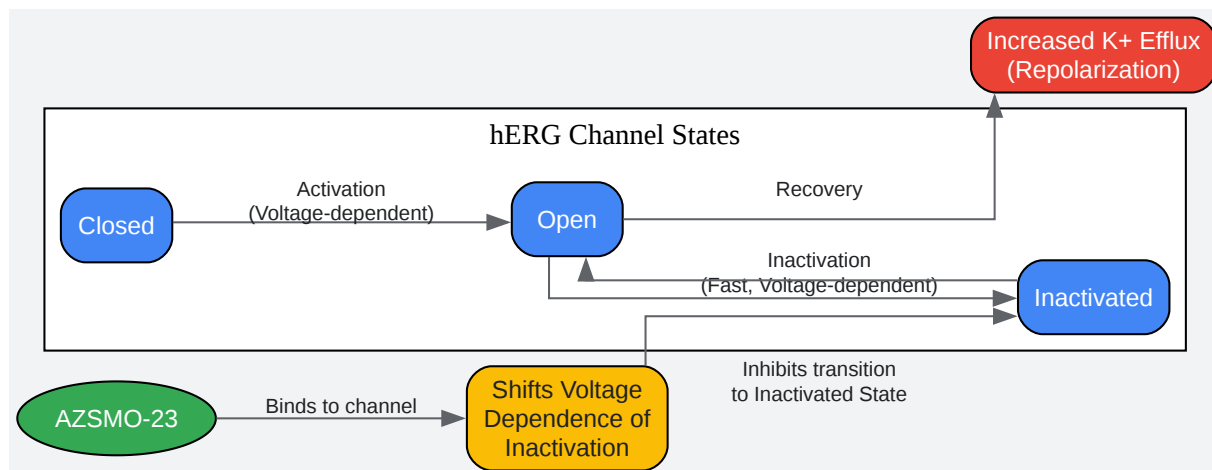 Increased K+ Efflux
(Repolarization)
hERG Channel States
Closed
Activation
(Voltage-dependent)
Open
Recovery
Inactivation
(Fast, Voltage-dependent)
Inactivated
AZSMO-23
Binds to channel
Shifts Voltage
Dependence of
Inactivation
Inhibits transition
to Inactivated State